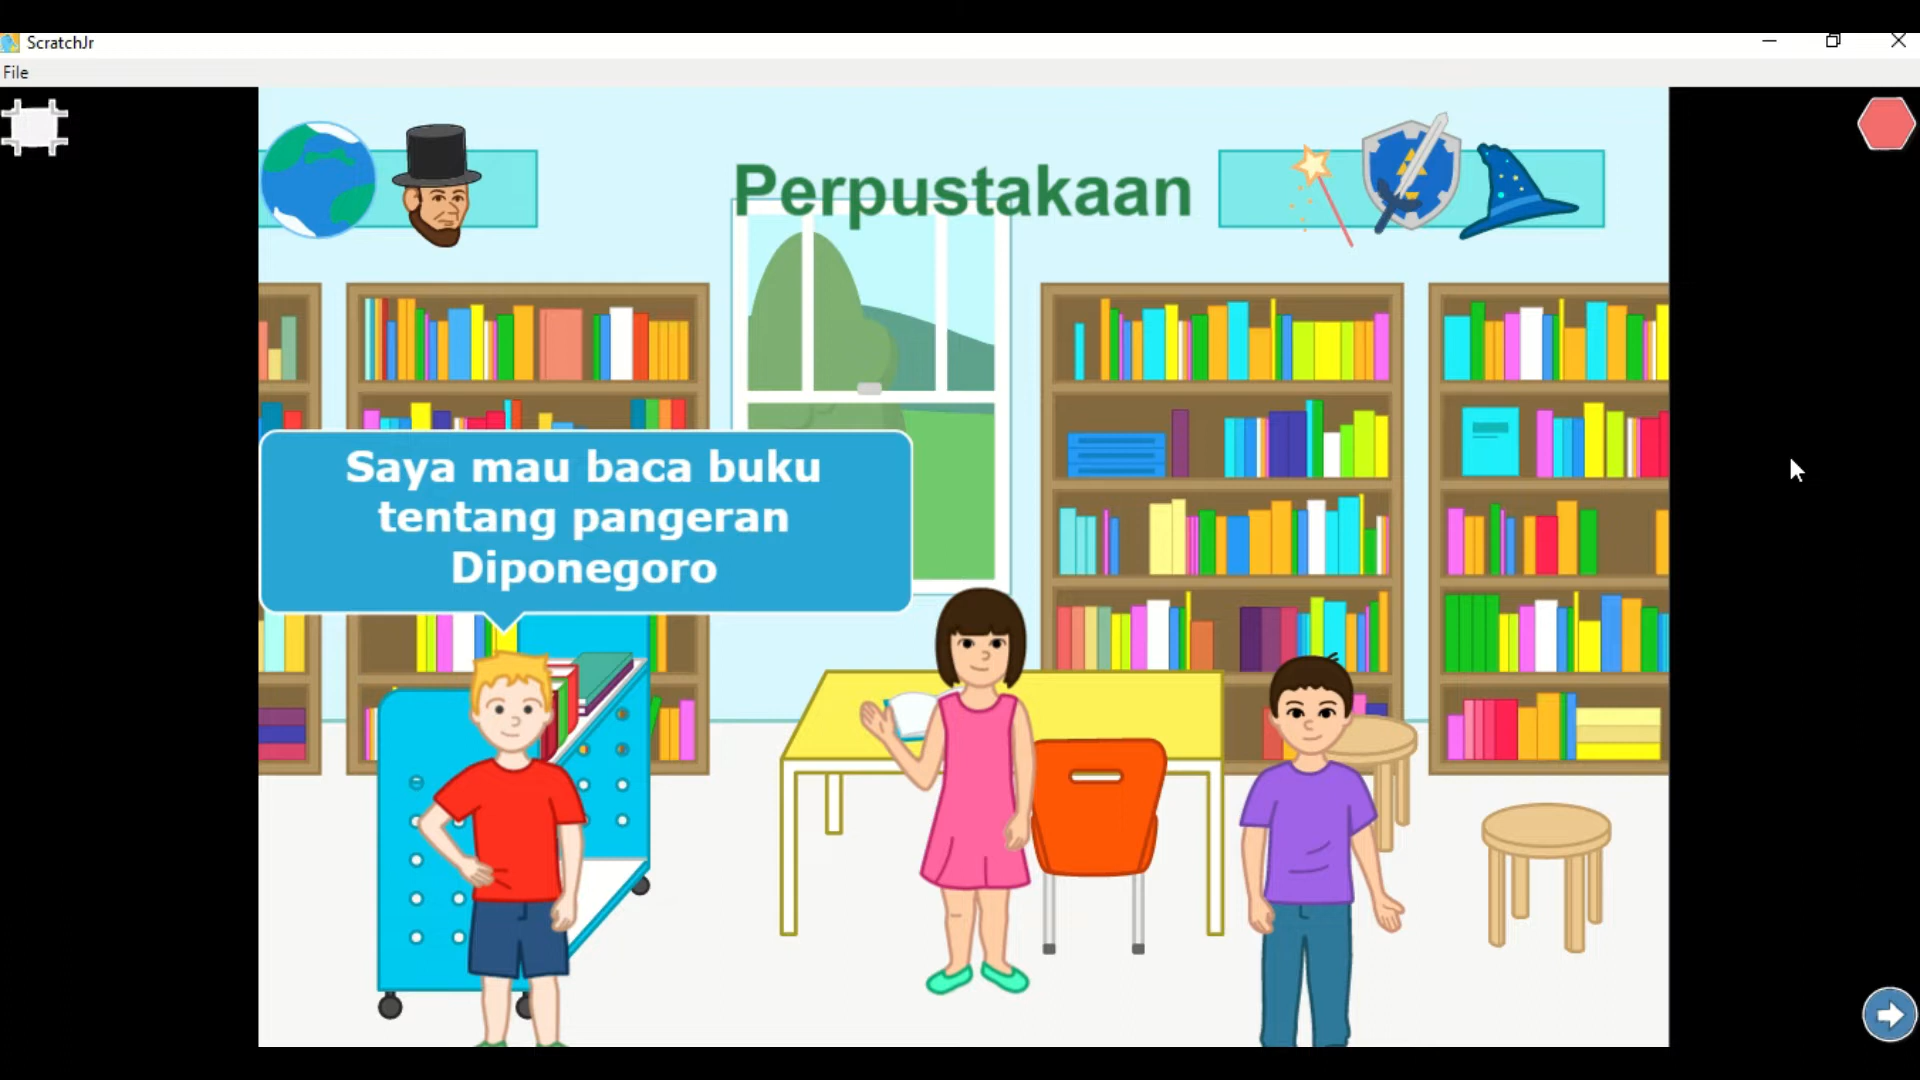 ScratchJr
File
Perpustakaan
Saya mau baca buku
tentang pangeran
Diponegoro